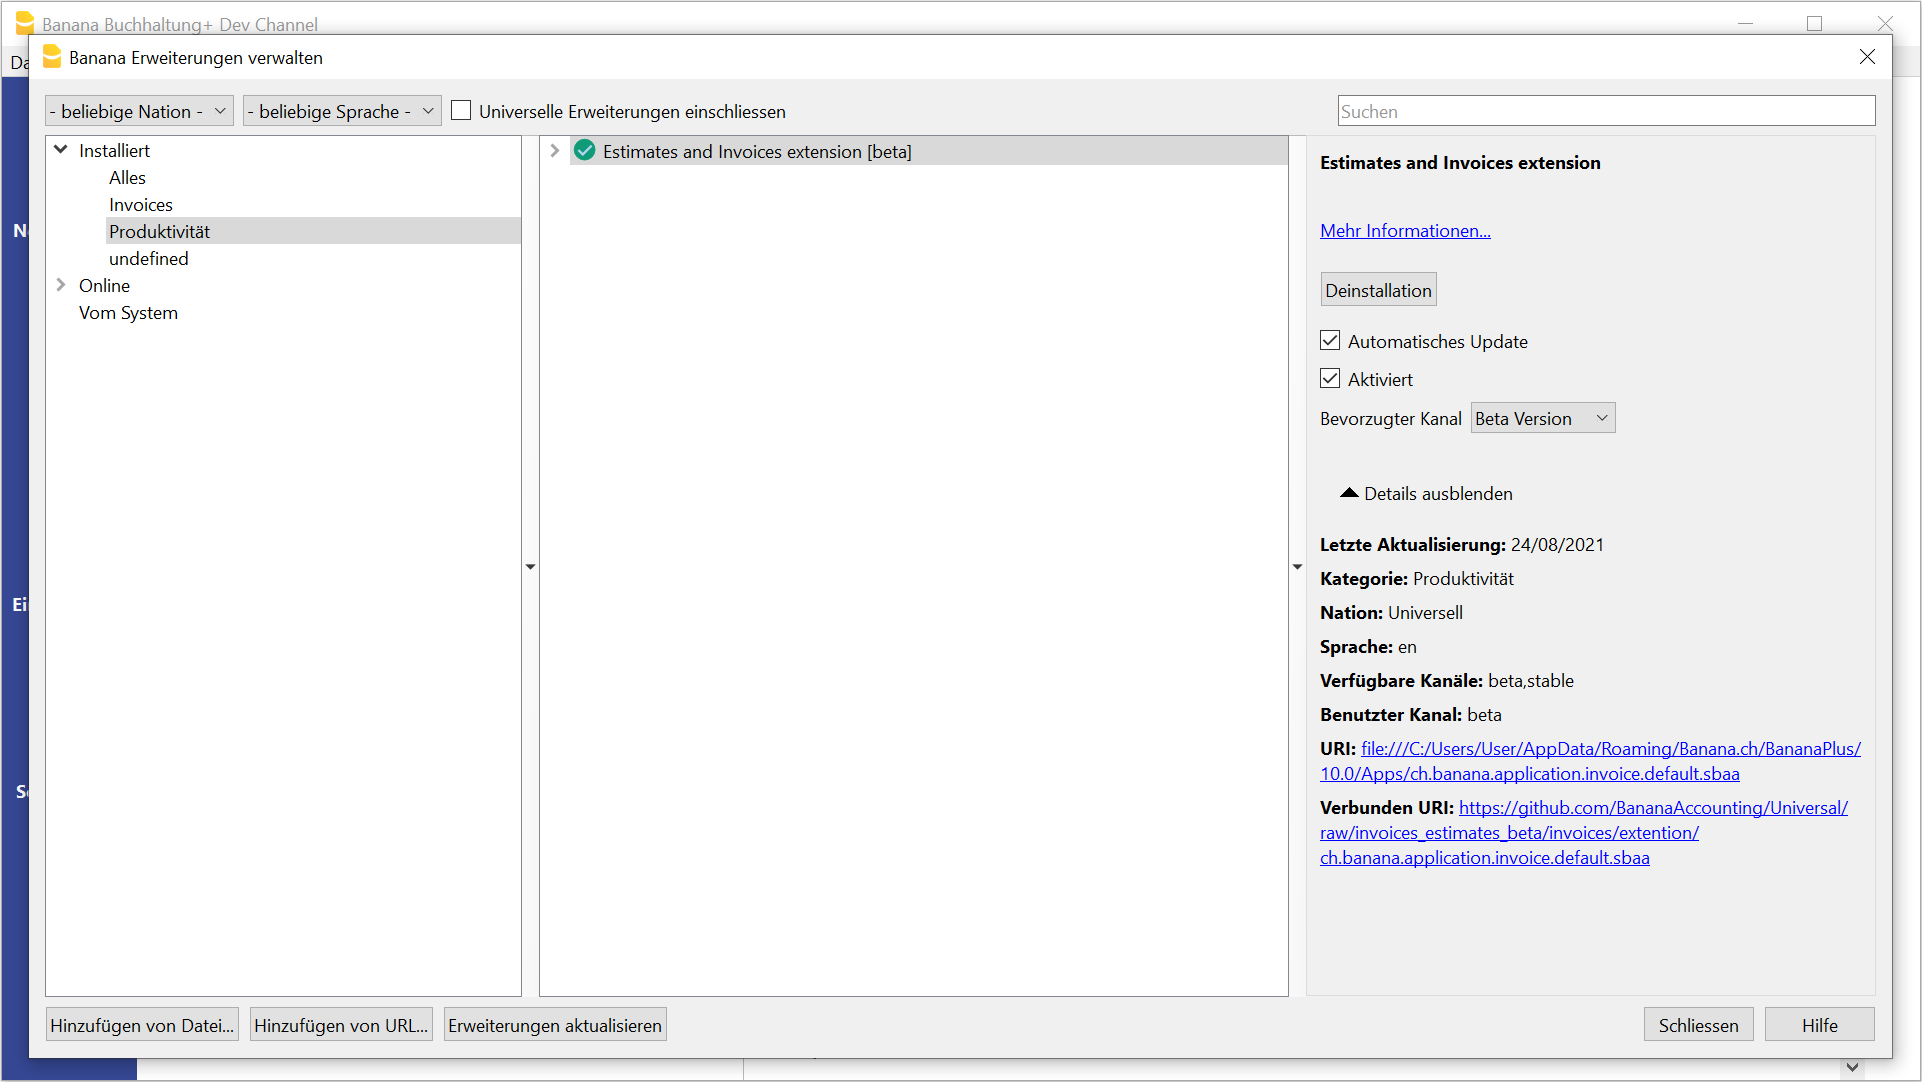 Banana Buchhaltung+ Dev Channel
Banana Erweiterungen verwalten
- beliebige Nation -
- beliebige Sprache -
Universelle Erweiterungen einschliessen
Suchen
Installiert
Alles
Invoices
Produktivität
undefined
Online
Vom System
Estimates and Invoices extension [beta]
Estimates and Invoices extension
Mehr Informationen...
Deinstallation
Automatisches Update
Aktiviert
Bevorzugter Kanal
Beta Version
Details ausblenden
Letzte Aktualisierung: 24/08/2021
Kategorie: Produktivität
Nation: Universell
Sprache: en
Verfügbare Kanäle: beta,stable
Benutzter Kanal: beta
URI: file:///C:/Users/User/AppData/Roaming/Banana.ch/BananaPlus/
10.0/Apps/ch.banana.application.invoice.default.sbaa
Verbunden URI: https://github.com/BananaAccounting/Universal/
raw/invoices_estimates_beta/invoices/extention/
ch.banana.application.invoice.default.sbaa
Hinzufügen von Datei...
Hinzufügen von URL...
Erweiterungen aktualisieren
Schliessen
Hilfe